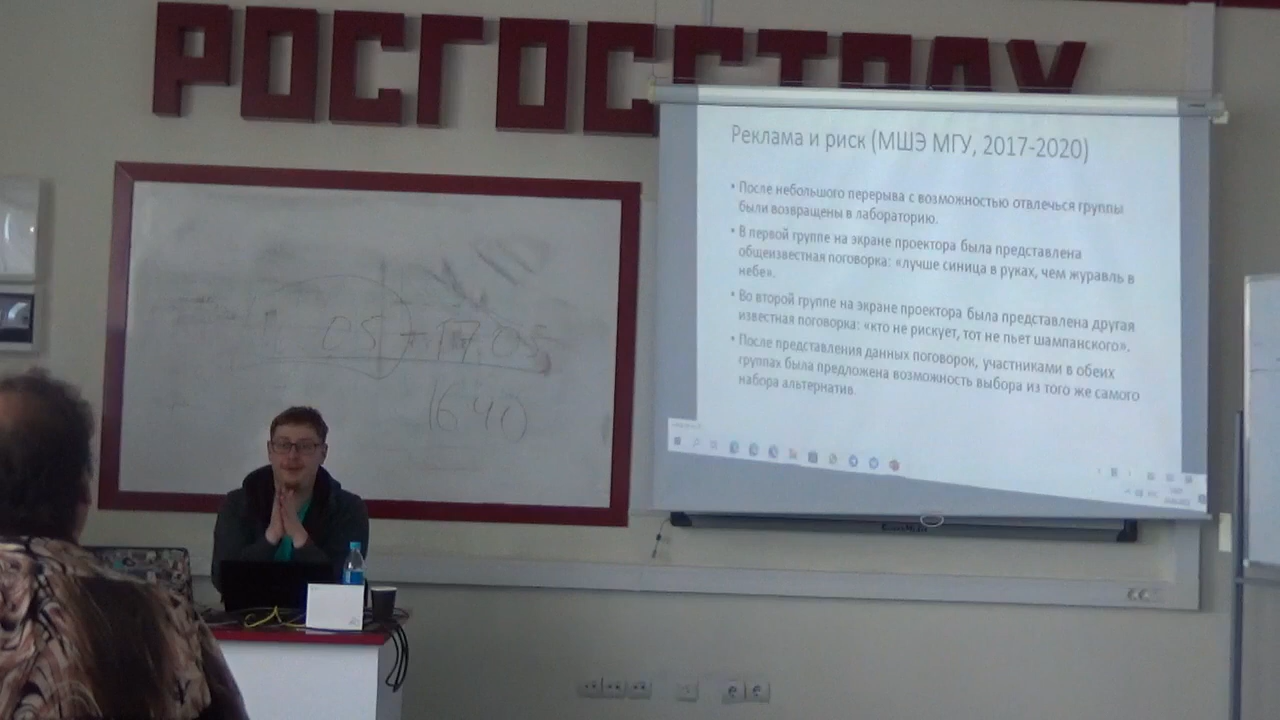 РОСГОССТРАХ
Реклама и риск (МШЭ МГУ, 2017-2020)
• После небольшого перерыва с возможностью отвлечься группы
были возвращены в лабораторию.
• В первой группе на экране проектора была представлена
общеизвестная поговорка: «лучше синица в руках, чем журавль в
небе».
• Во второй группе на экране проектора была представлена другая
известная поговорка: «кто не рискует, тот не пьет шампанского».
• После представления данных поговорок, участниками в обеих
группах была предложена возможность выбора из того же самого
набора альтернатив.
16 40